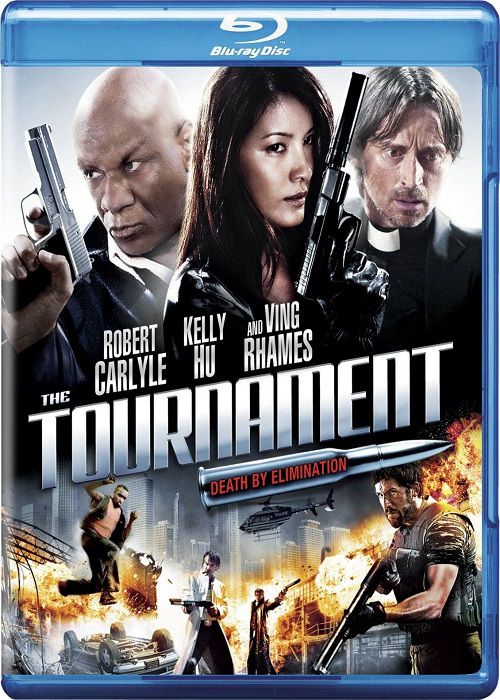 Blu-ray Disc
ROBERT CARLYLE
KELLY HU
AND VING RHAMES
THE
TOURNAMENT
DEATH BY ELIMINATION